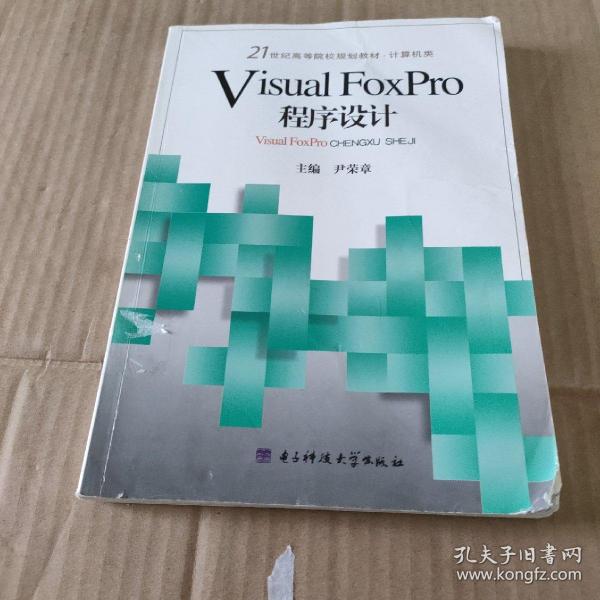 21世纪高等院校规划教材·计算机类
Visual FoxPro
程序设计
Visual FoxPro CHENGXU SHEJI
主编 尹荣章
电子科技大学出版社
孔夫子旧书网
www.kongfz.com